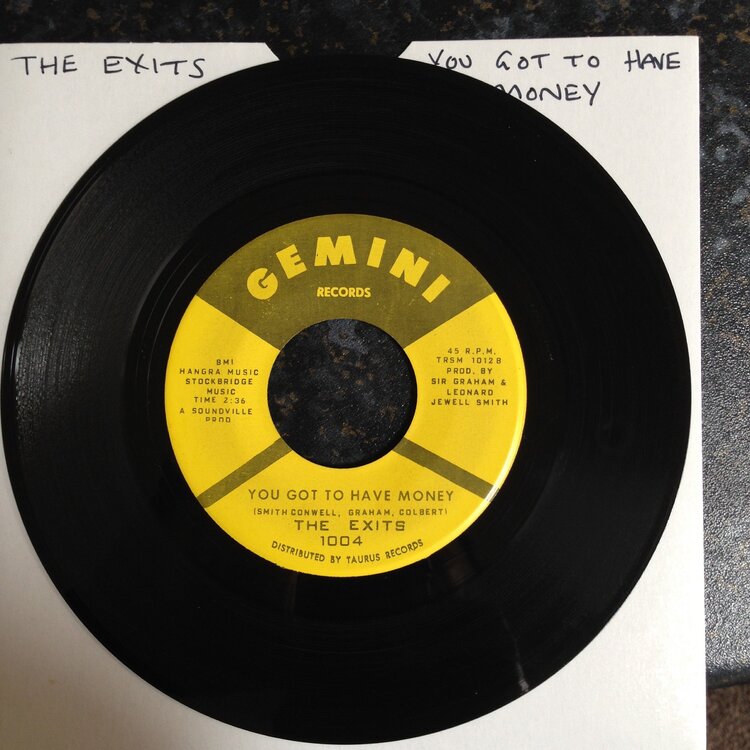 THE EXITS
YOU GOT TO HAVE
MONEY
GEMINI
RECORDS
BMI
HANGRA MUSIC
STOCKBRIDGE
MUSIC
TIME 2:36
A SOUNDVILLE
PROD
45 R.P.M.
TRSM 1012B
PROD. BY
SIR GRAHAM &
LEONARD
JEWELL SMITH
YOU GOT TO HAVE MONEY
(SMITH CONWELL, GRAHAM, COLBERT)
THE EXITS
1004
DISTRIBUTED BY TAURUS RECORDS